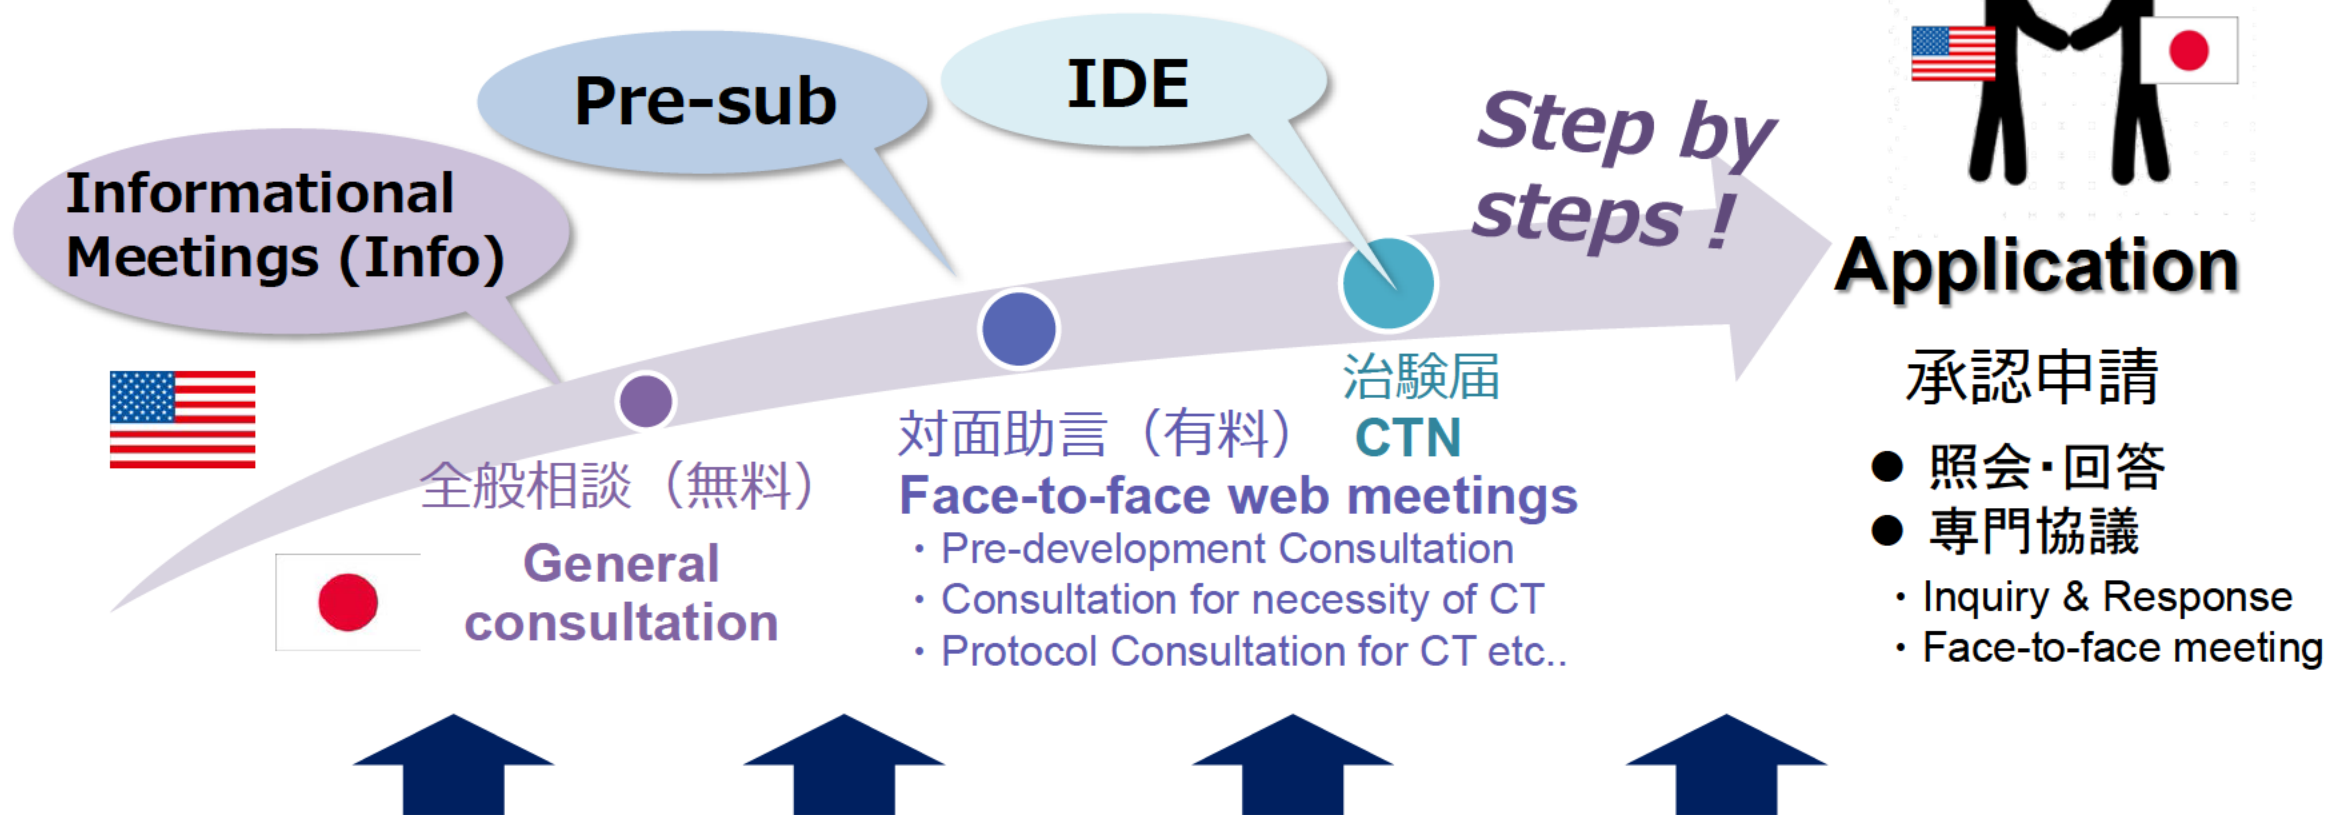 Informational
Meetings (Info)
Pre-sub
IDE
Step by
steps !
全般相談（無料）
General
consultation
対面助言（有料）
Face-to-face web meetings
・Pre-development Consultation
・Consultation for necessity of CT
・Protocol Consultation for CT etc..
治験届
CTN
Application
承認申請
● 照会・回答
● 専門協議
・Inquiry & Response
・Face-to-face meeting